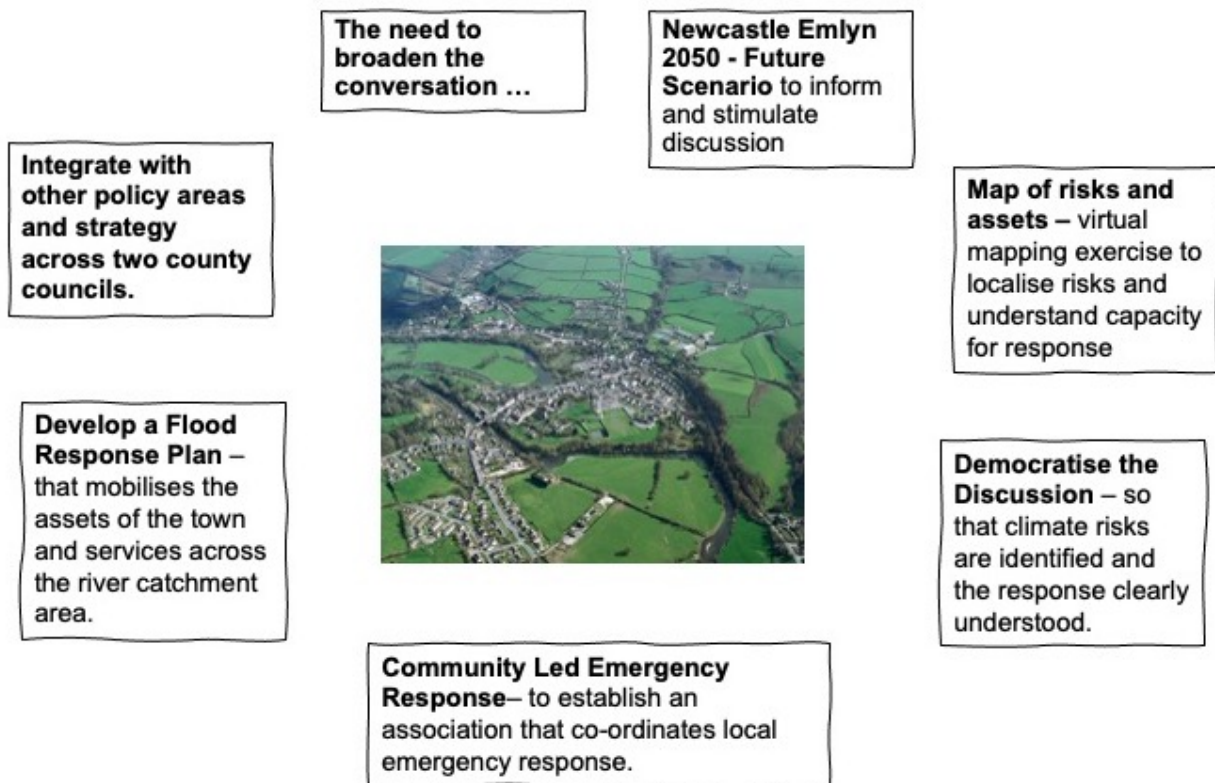 The need to
broaden the
conversation …
Newcastle Emlyn
2050 - Future
Scenario to inform
and stimulate
discussion
Map of risks and
assets – virtual
mapping exercise to
localise risks and
understand capacity
for response
Democratise the
Discussion – so
that climate risks
are identified and
the response clearly
understood.
Community Led Emergency
Response– to establish an
association that co-ordinates local
emergency response.
Develop a Flood
Response Plan –
that mobilises the
assets of the town
and services across
the river catchment
area.
Integrate with
other policy areas
and strategy
across two county
councils.